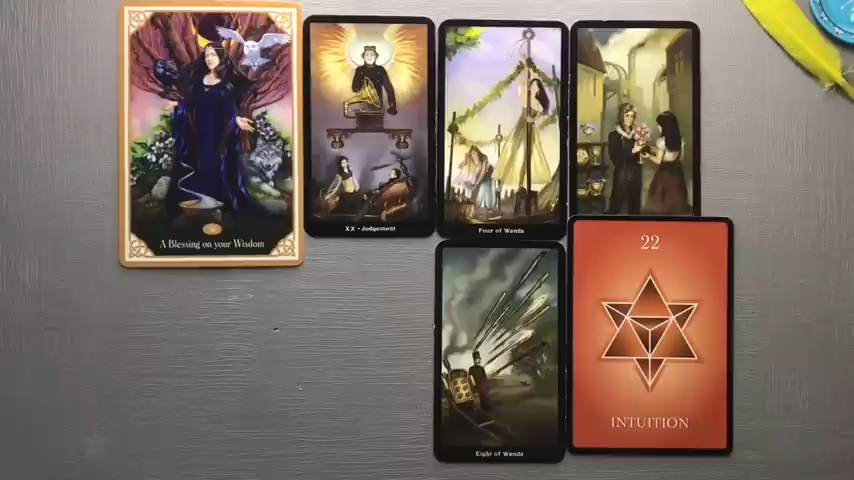 A Blessing on your Wisdom
XX • Judgement
Four of Wands
Eight of Wands
22
INTUITION